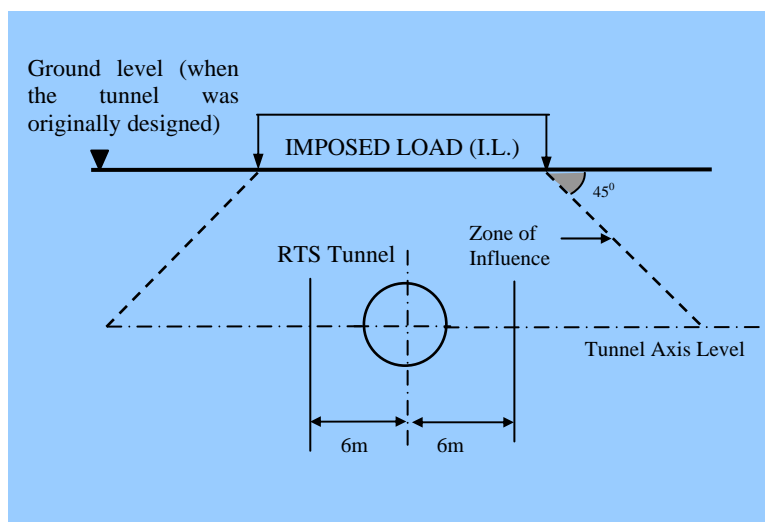 Ground level (when
the tunnel was
originally designed)
IMPOSED LOAD (I.L.)
45⁰
Zone of
Influence
RTS Tunnel
Tunnel Axis Level
6m 6m